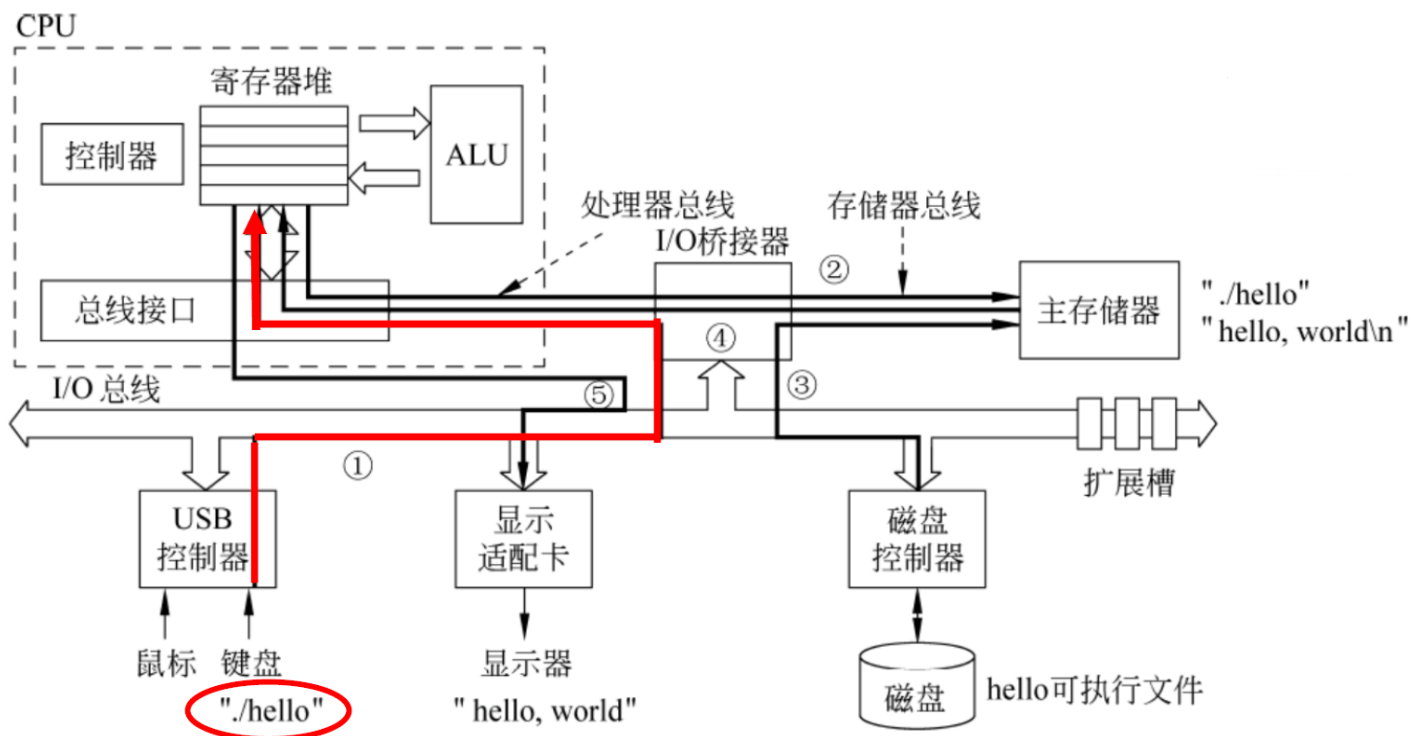 CPU
寄存器堆
控制器
ALU
处理器总线
存储器总线
I/O桥接器
②
总线接口
主存储器
"./hello"
"hello, world\n"
④
③
⑤
I/O 总线
①
扩展槽
USB
控制器
显示
适配卡
磁盘
控制器
鼠标
键盘
显示器
"./hello"
"hello, world"
磁盘
hello可执行文件